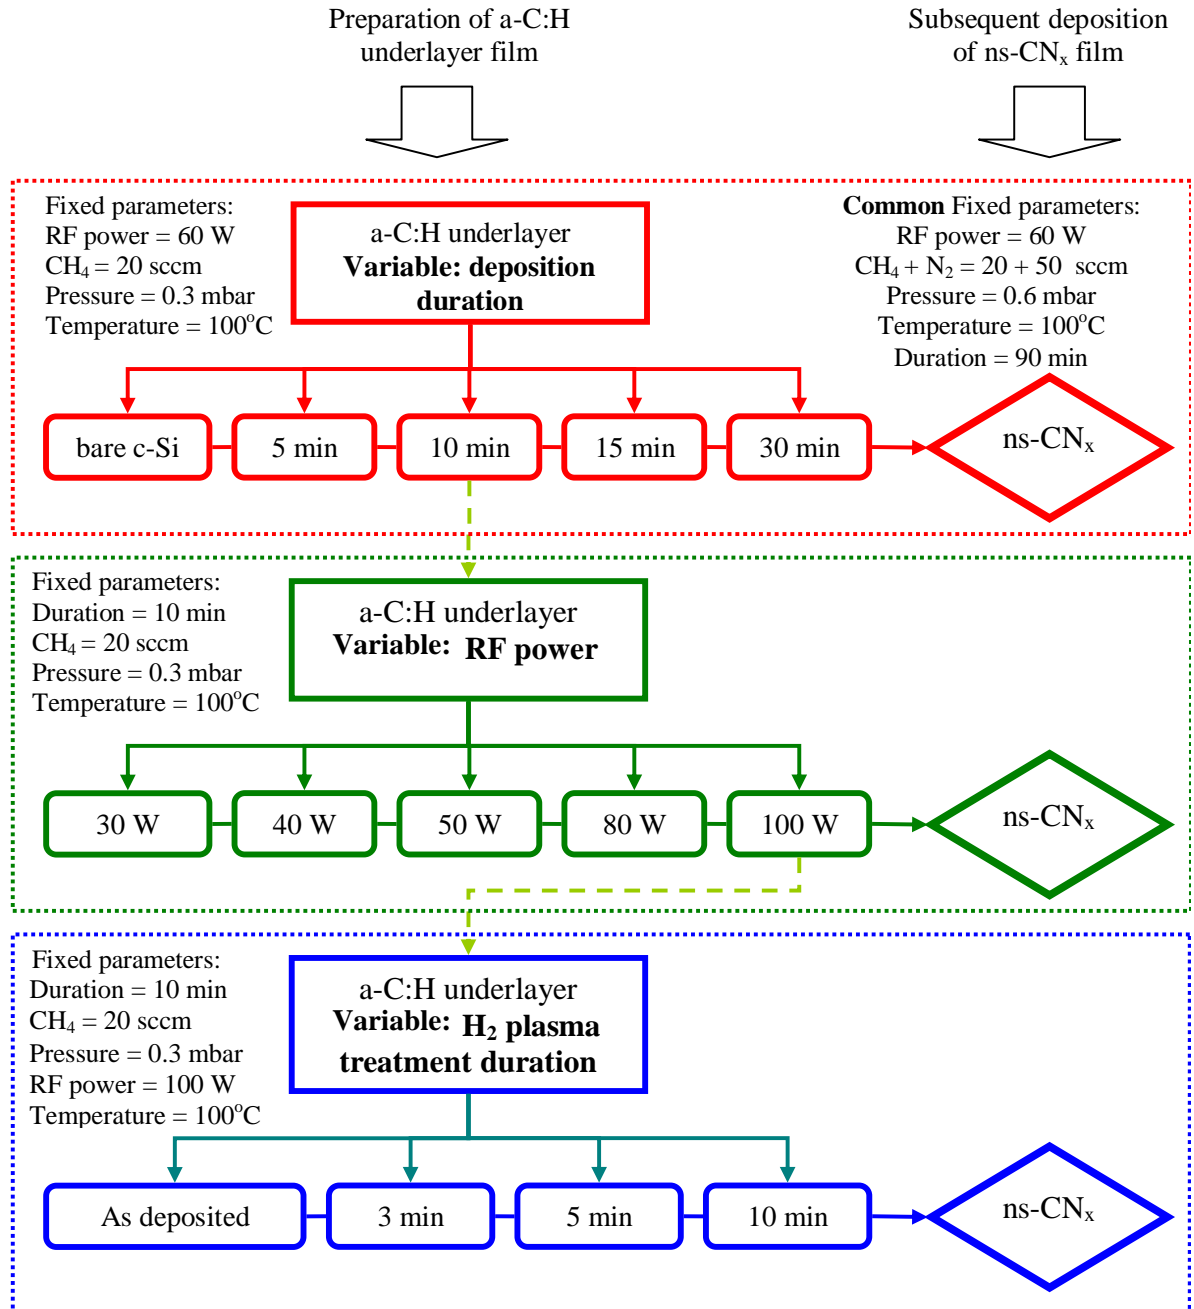 Preparation of a-C:H
underlayer film
Subsequent deposition
of ns-CNₓ film
Fixed parameters:
RF power = 60 W
CH₄ = 20 sccm
Pressure = 0.3 mbar
Temperature = 100°C
a-C:H underlayer
Variable: deposition
duration
Common Fixed parameters:
RF power = 60 W
CH₄ + N₂ = 20 + 50 sccm
Pressure = 0.6 mbar
Temperature = 100°C
Duration = 90 min
bare c-Si
5 min
10 min
15 min
30 min
ns-CNₓ
Fixed parameters:
Duration = 10 min
CH₄ = 20 sccm
Pressure = 0.3 mbar
Temperature = 100°C
a-C:H underlayer
Variable: RF power
30 W
40 W
50 W
80 W
100 W
ns-CNₓ
Fixed parameters:
Duration = 10 min
CH₄ = 20 sccm
Pressure = 0.3 mbar
RF power = 100 W
Temperature = 100°C
a-C:H underlayer
Variable: H₂ plasma
treatment duration
As deposited
3 min
5 min
10 min
ns-CNₓ